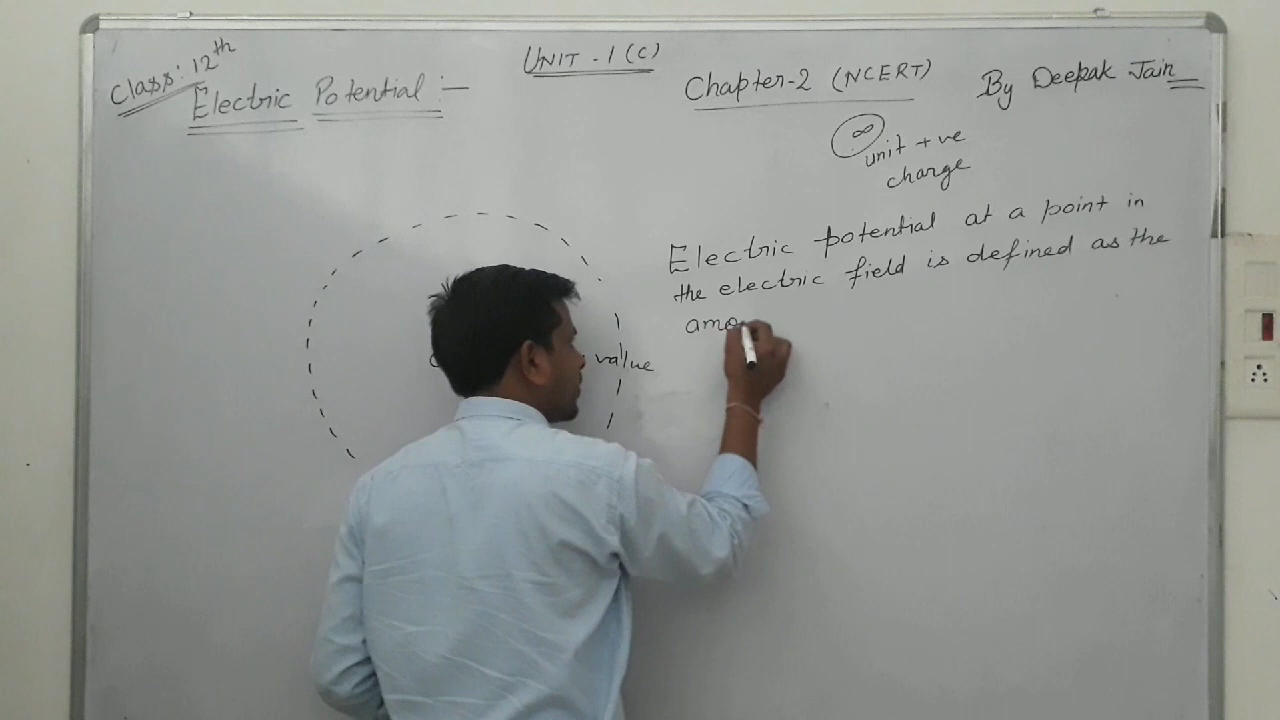 Class: 12th
UNIT - 1 (C)
Electric Potential :-
Chapter-2 (NCERT)
By Deepak Jain
∞
unit +ve
charge
Electric potential at a point in
the electric field is defined as the
amo
value